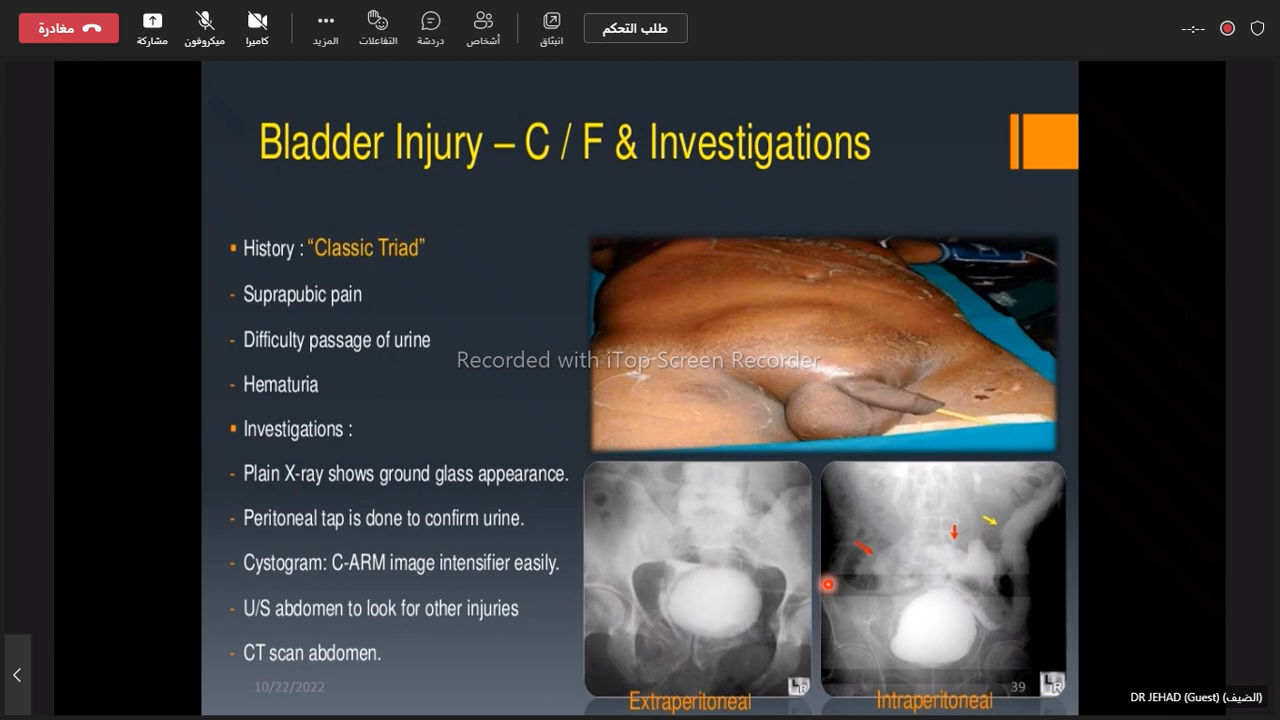 مغادرة
مشاركة
ميكروفون
كاميرا
المزيد
التفاعلات
دردشة
أشخاص
انبثاق
طلب التحكم
--:--
Bladder Injury – C / F & Investigations
▪ History : “Classic Triad”
- Suprapubic pain
- Difficulty passage of urine
Recorded with iTop Screen Recorder
- Hematuria
▪ Investigations :
- Plain X-ray shows ground glass appearance.
- Peritoneal tap is done to confirm urine.
- Cystogram: C-ARM image intensifier easily.
- U/S abdomen to look for other injuries
- CT scan abdomen.
10/22/2022
39
Extraperitoneal
Intraperitoneal
DR JEHAD (Guest) (الضيف)